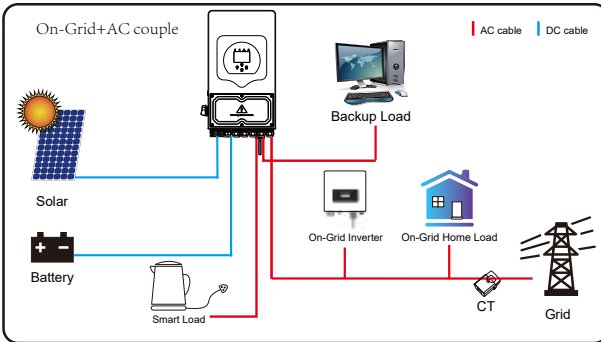 On-Grid+AC couple
AC cable
DC cable
Backup Load
Solar
On-Grid Inverter
On-Grid Home Load
Battery
Smart Load
CT
Grid